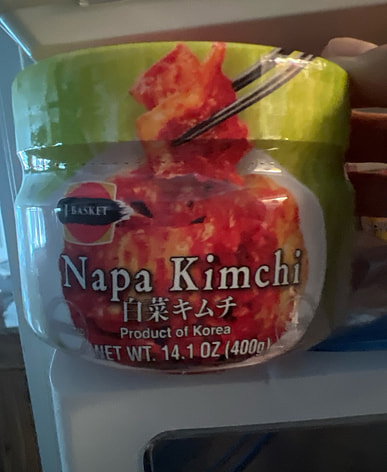 J BASKET
Napa Kimchi
白菜キムチ
Product of Korea
NET WT. 14.1 OZ (400g)